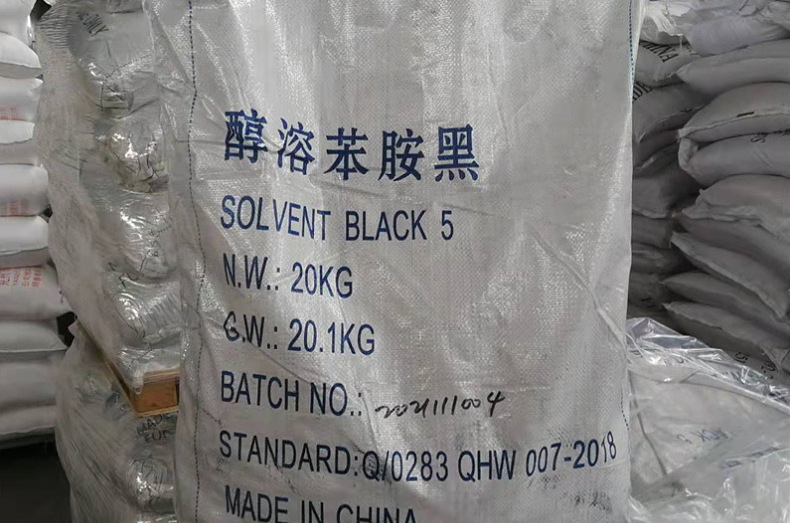 醇溶苯胺黑
SOLVENT BLACK 5
N.W.: 20KG
G.W.: 20.1KG
BATCH NO.: 2021111004
STANDARD:Q/0283 QHW 007-2018
MADE IN CHINA